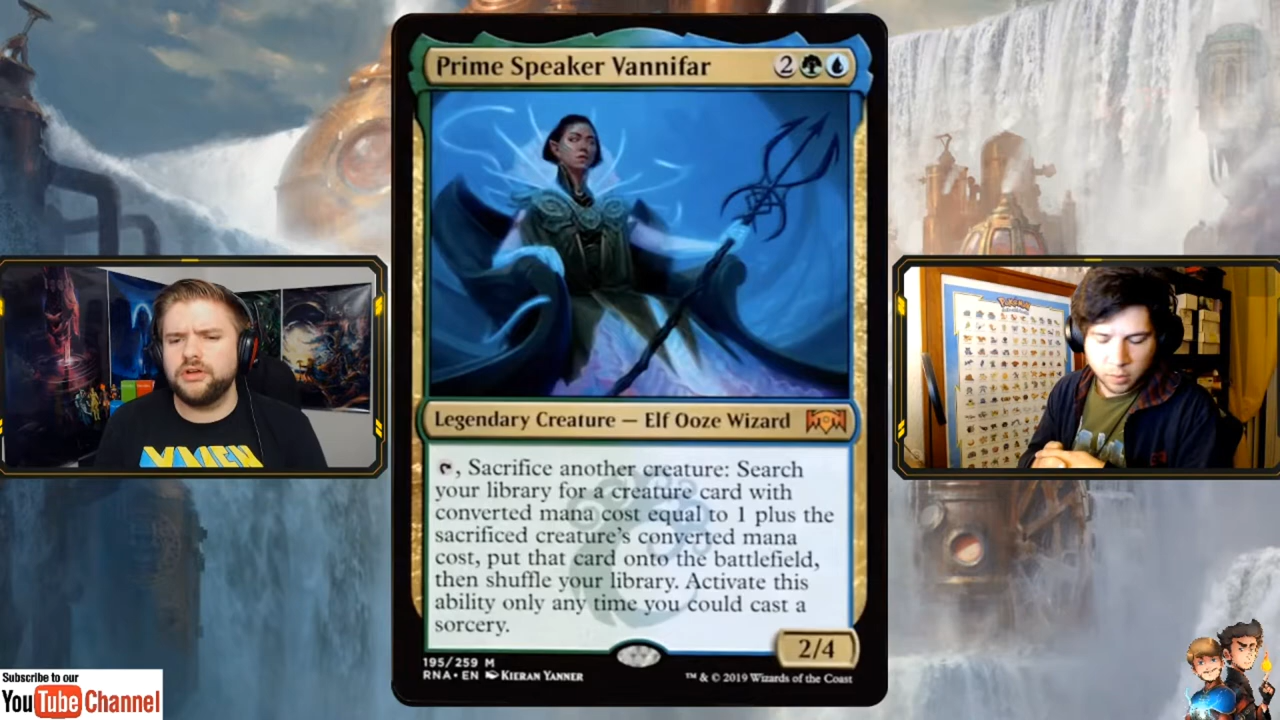 Prime Speaker Vannifar 2
Legendary Creature — Elf Ooze Wizard
, Sacrifice another creature: Search
your library for a creature card with
converted mana cost equal to 1 plus the
sacrificed creature's converted mana
cost, put that card onto the battlefield,
then shuffle your library. Activate this
ability only any time you could cast a
sorcery.
2/4
195/259 M
RNA • EN KIERAN YANNER
™ & © 2019 Wizards of the Coast
POKÉMON
Subscribe to our
YouTube Channel